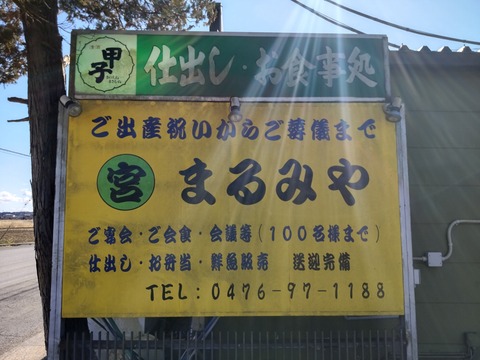 甲子
仕出し・お食事処
ご出産祝いからご葬儀まで
宮 まるみや
ご宴会・ご会食・会議等(100名様まで)
仕出し・お弁当・鮮魚販売 送迎完備
TEL:0476-97-1188